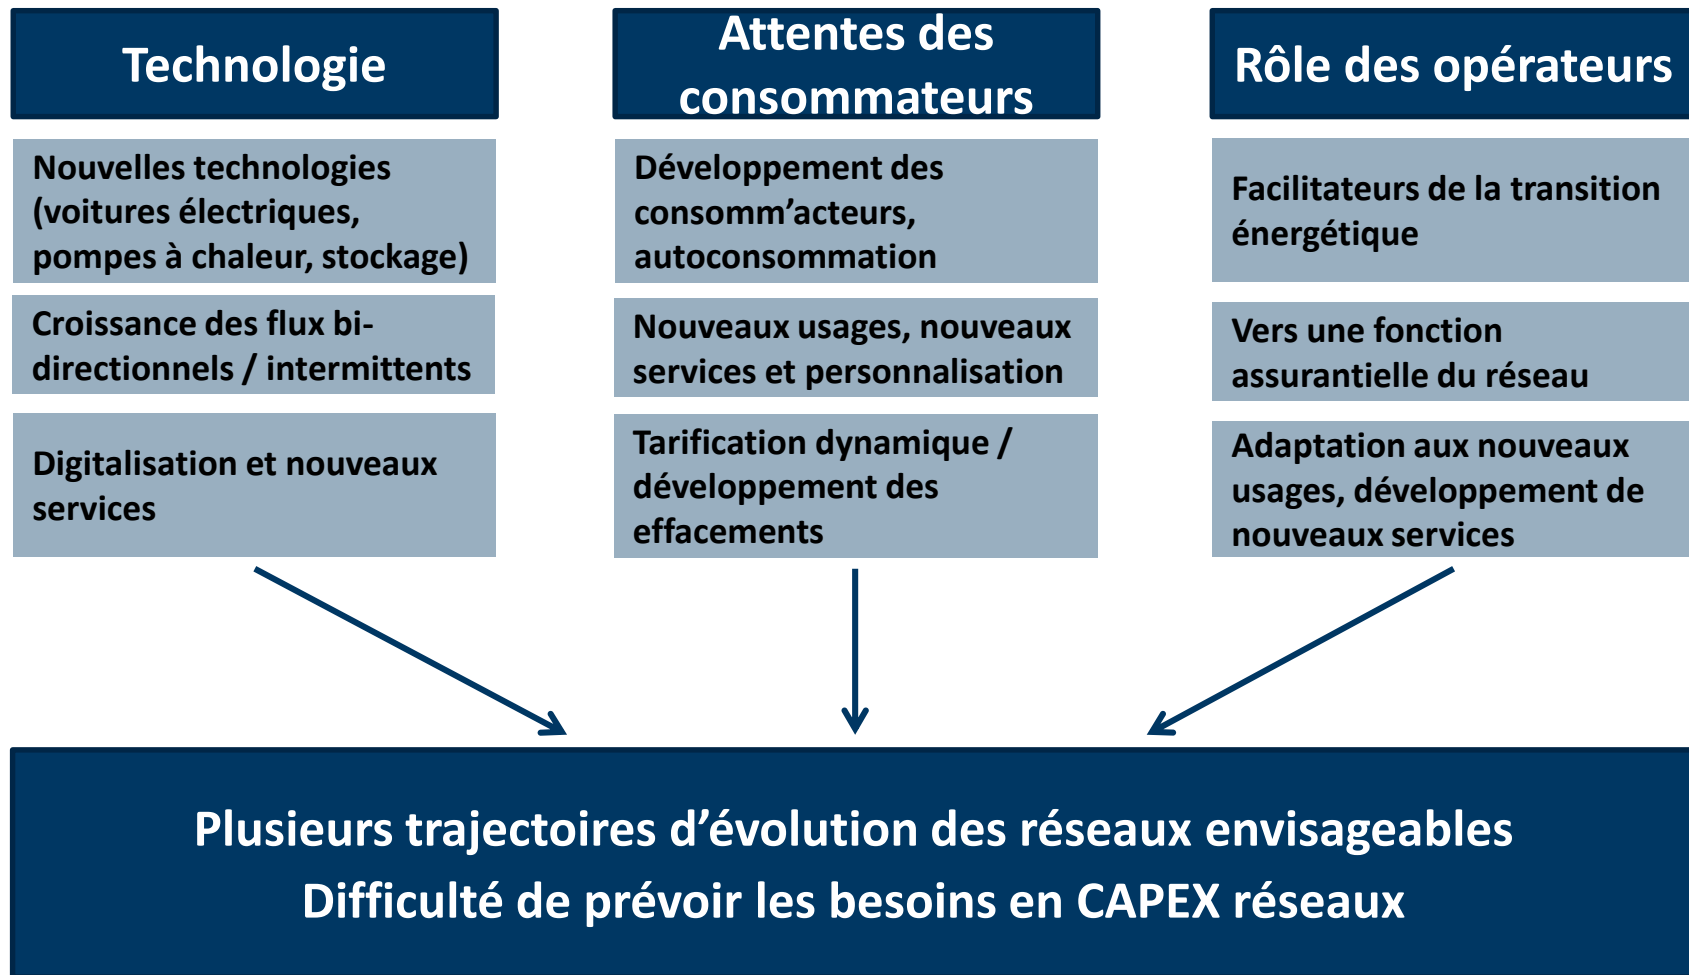 Technologie
Nouvelles technologies
(voitures électriques,
pompes à chaleur, stockage)
Croissance des flux bi-
directionnels / intermittents
Digitalisation et nouveaux
services
Attentes des
consommateurs
Développement des
consomm’acteurs,
autoconsommation
Nouveaux usages, nouveaux
services et personnalisation
Tarification dynamique /
développement des
effacements
Rôle des opérateurs
Facilitateurs de la transition
énergétique
Vers une fonction
assurantielle du réseau
Adaptation aux nouveaux
usages, développement de
nouveaux services
Plusieurs trajectoires d’évolution des réseaux envisageables
Difficulté de prévoir les besoins en CAPEX réseaux